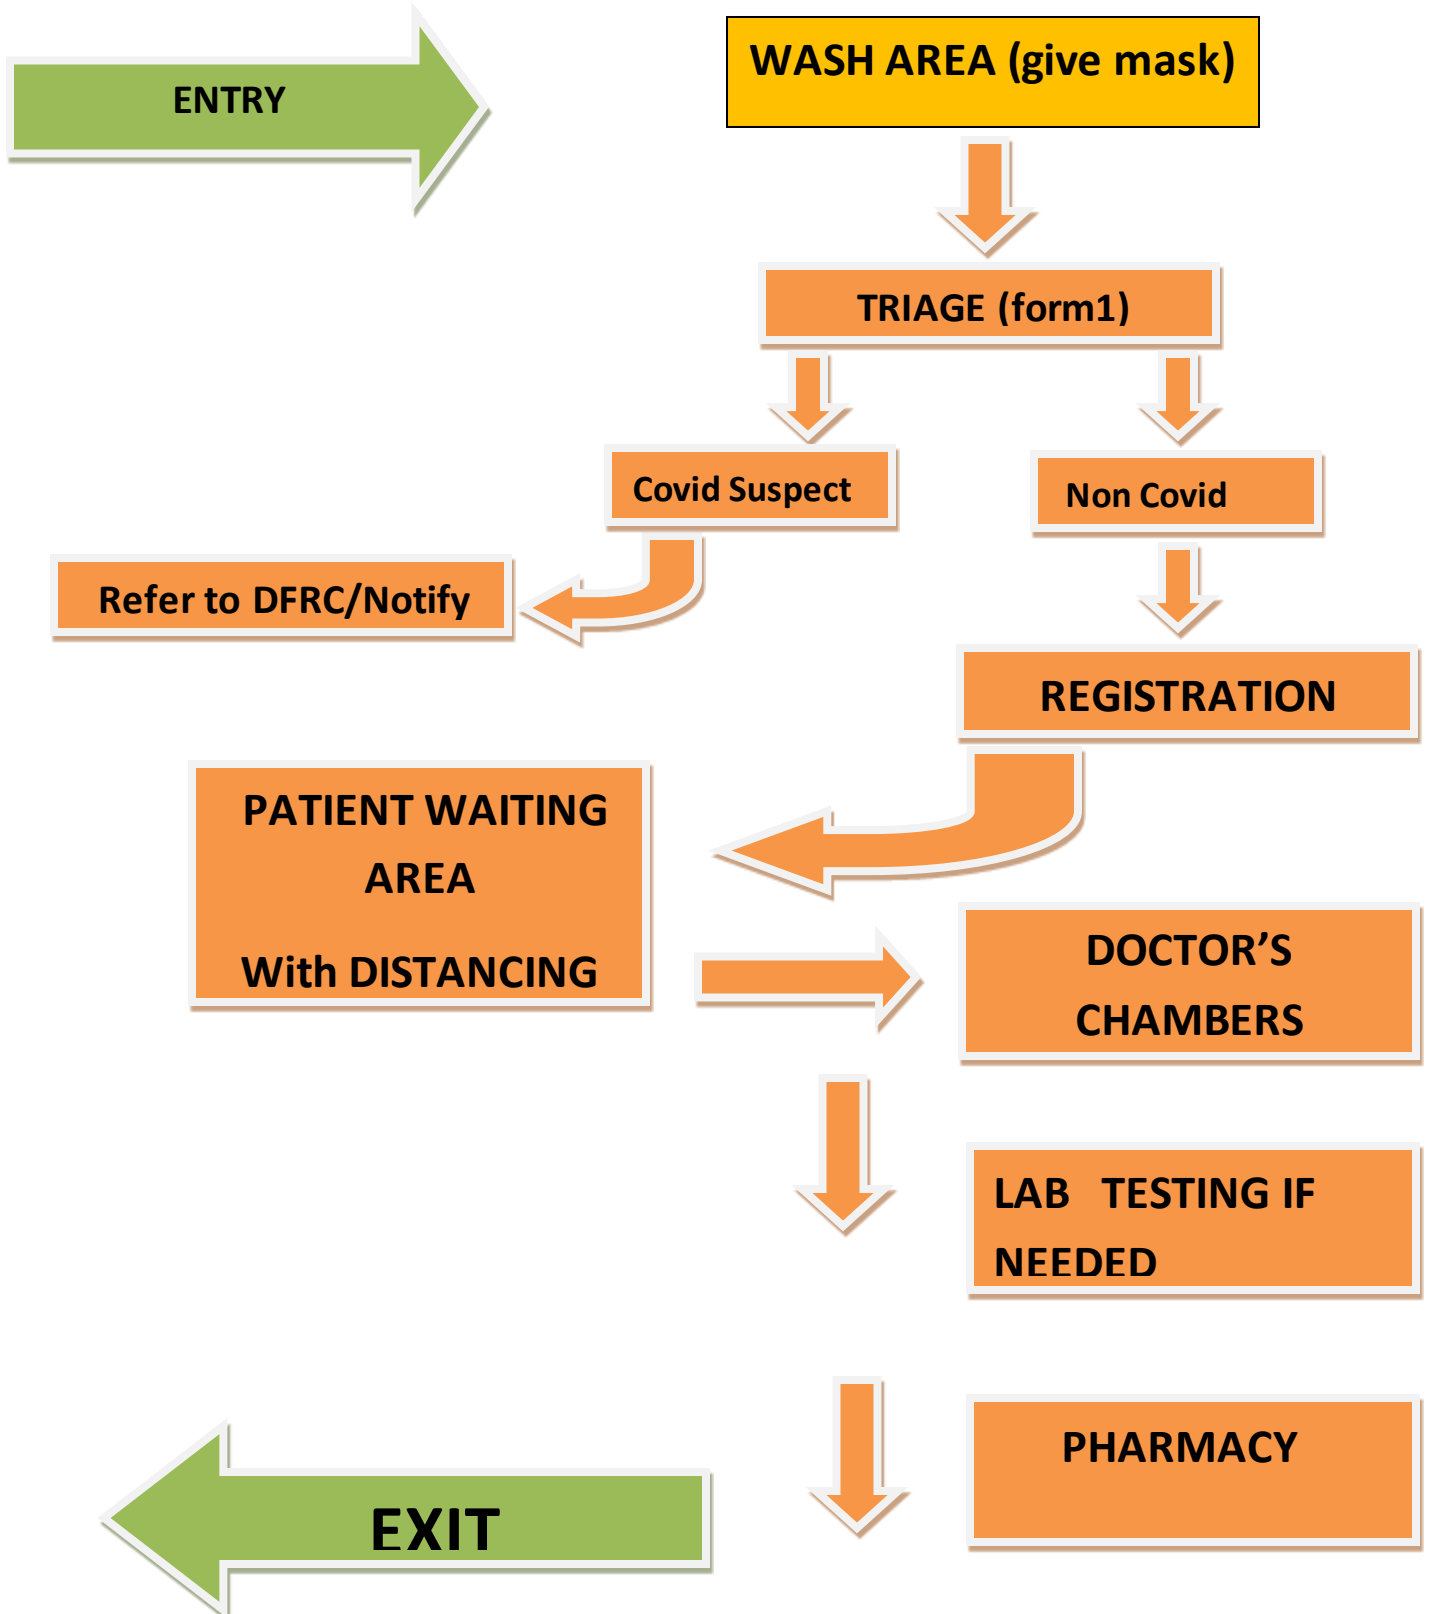 ENTRY
WASH AREA (give mask)
TRIAGE (form1)
Covid Suspect
Non Covid
Refer to DFRC/Notify
REGISTRATION
PATIENT WAITING
AREA
With DISTANCING
DOCTOR’S
CHAMBERS
LAB   TESTING IF
NEEDED
PHARMACY
EXIT